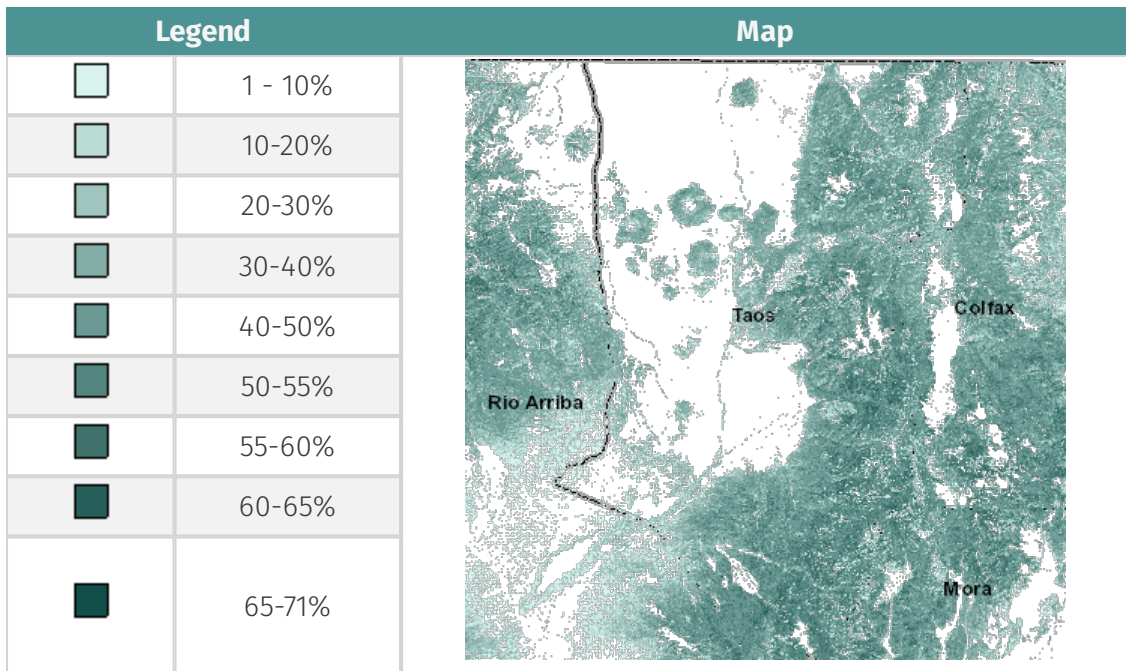 Legend
Map
1 - 10%
10-20%
20-30%
30-40%
40-50%
50-55%
55-60%
60-65%
65-71%
Taos
Colfax
Rio Arriba
Mora